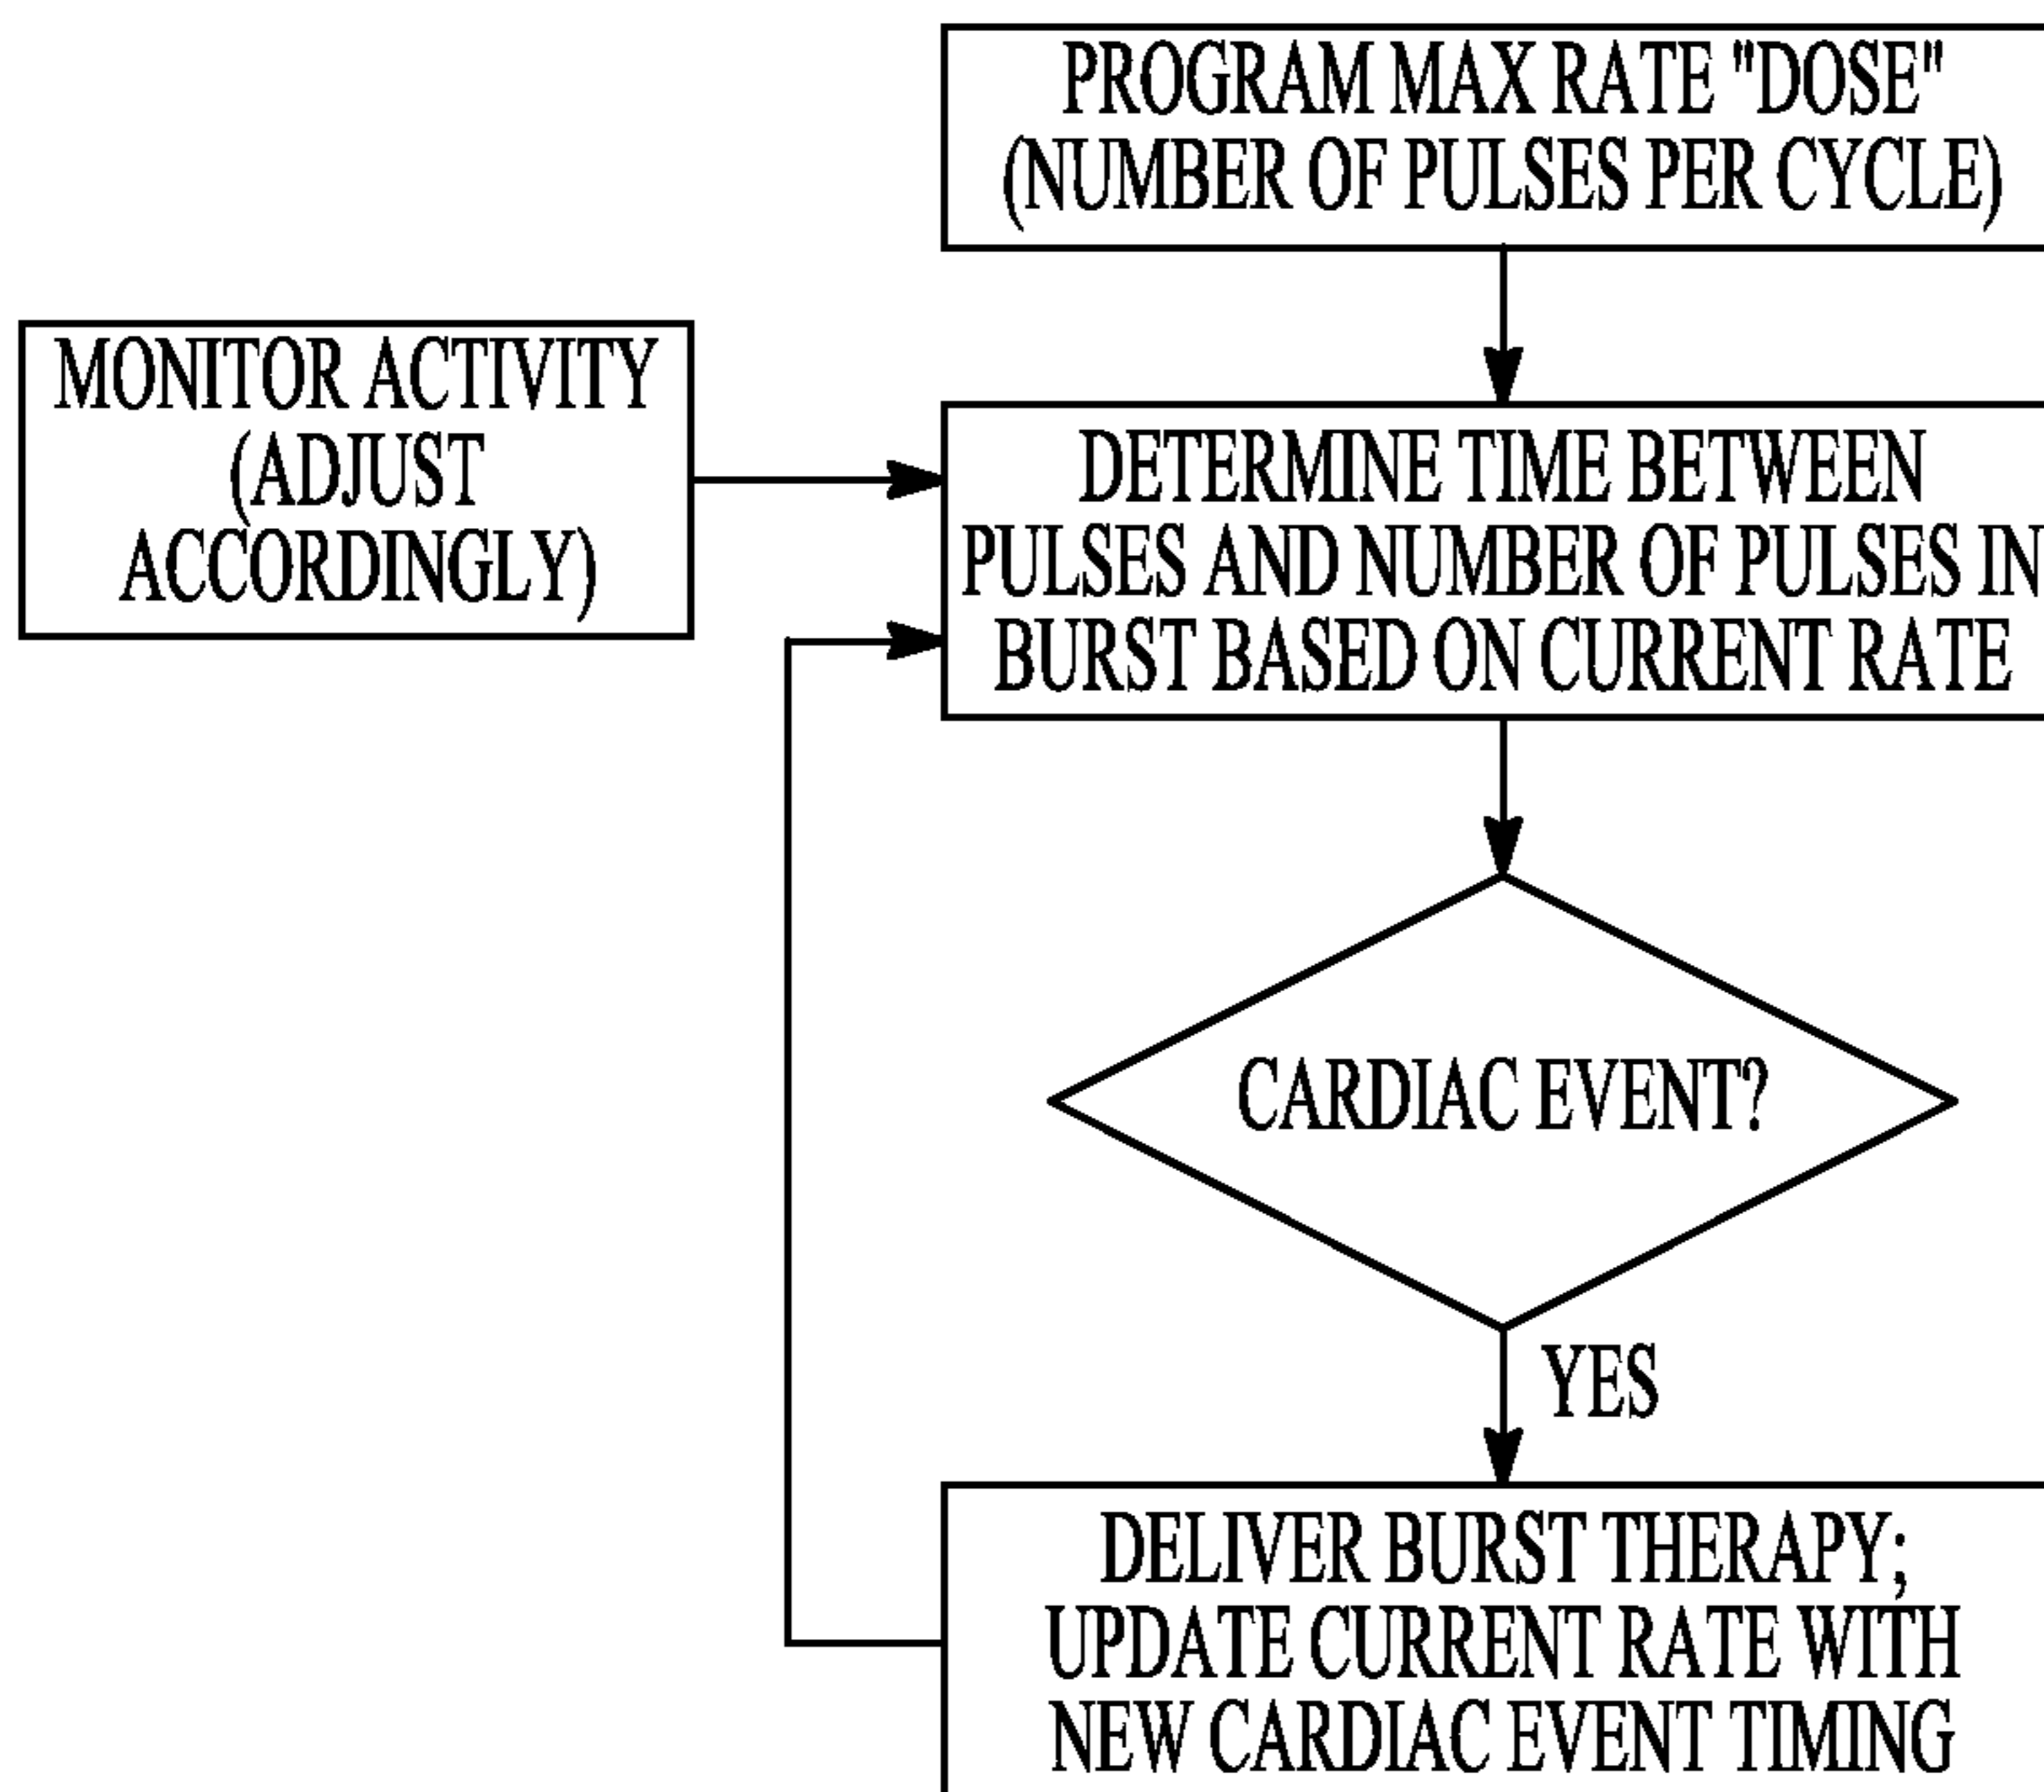 PROGRAM MAX RATE "DOSE"
(NUMBER OF PULSES PER CYCLE)
MONITOR ACTIVITY
(ADJUST
ACCORDINGLY)
DETERMINE TIME BETWEEN
PULSES AND NUMBER OF PULSES IN
BURST BASED ON CURRENT RATE
CARDIAC EVENT?
YES
DELIVER BURST THERAPY;
UPDATE CURRENT RATE WITH
NEW CARDIAC EVENT TIMING